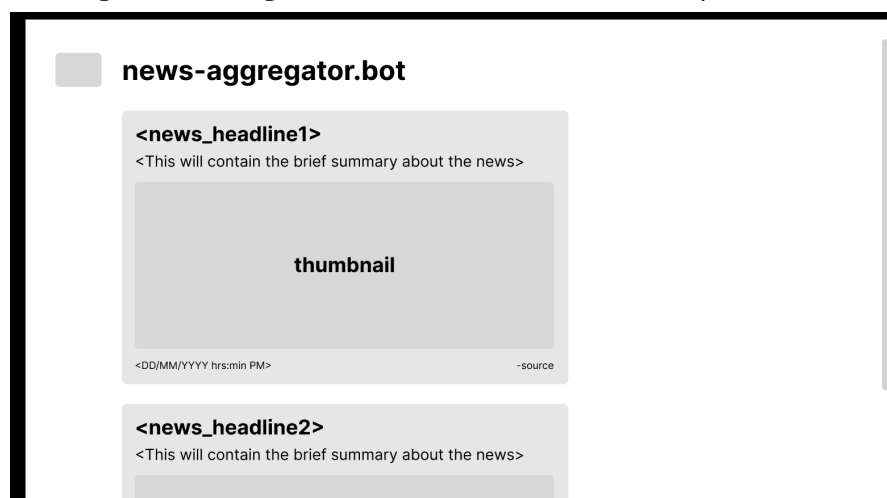 news-aggregator.bot
<news_headline1>
<This will contain the brief summary about the news>
thumbnail
<DD/MM/YYYY hrs:min PM> -source
<news_headline2>
<This will contain the brief summary about the news>